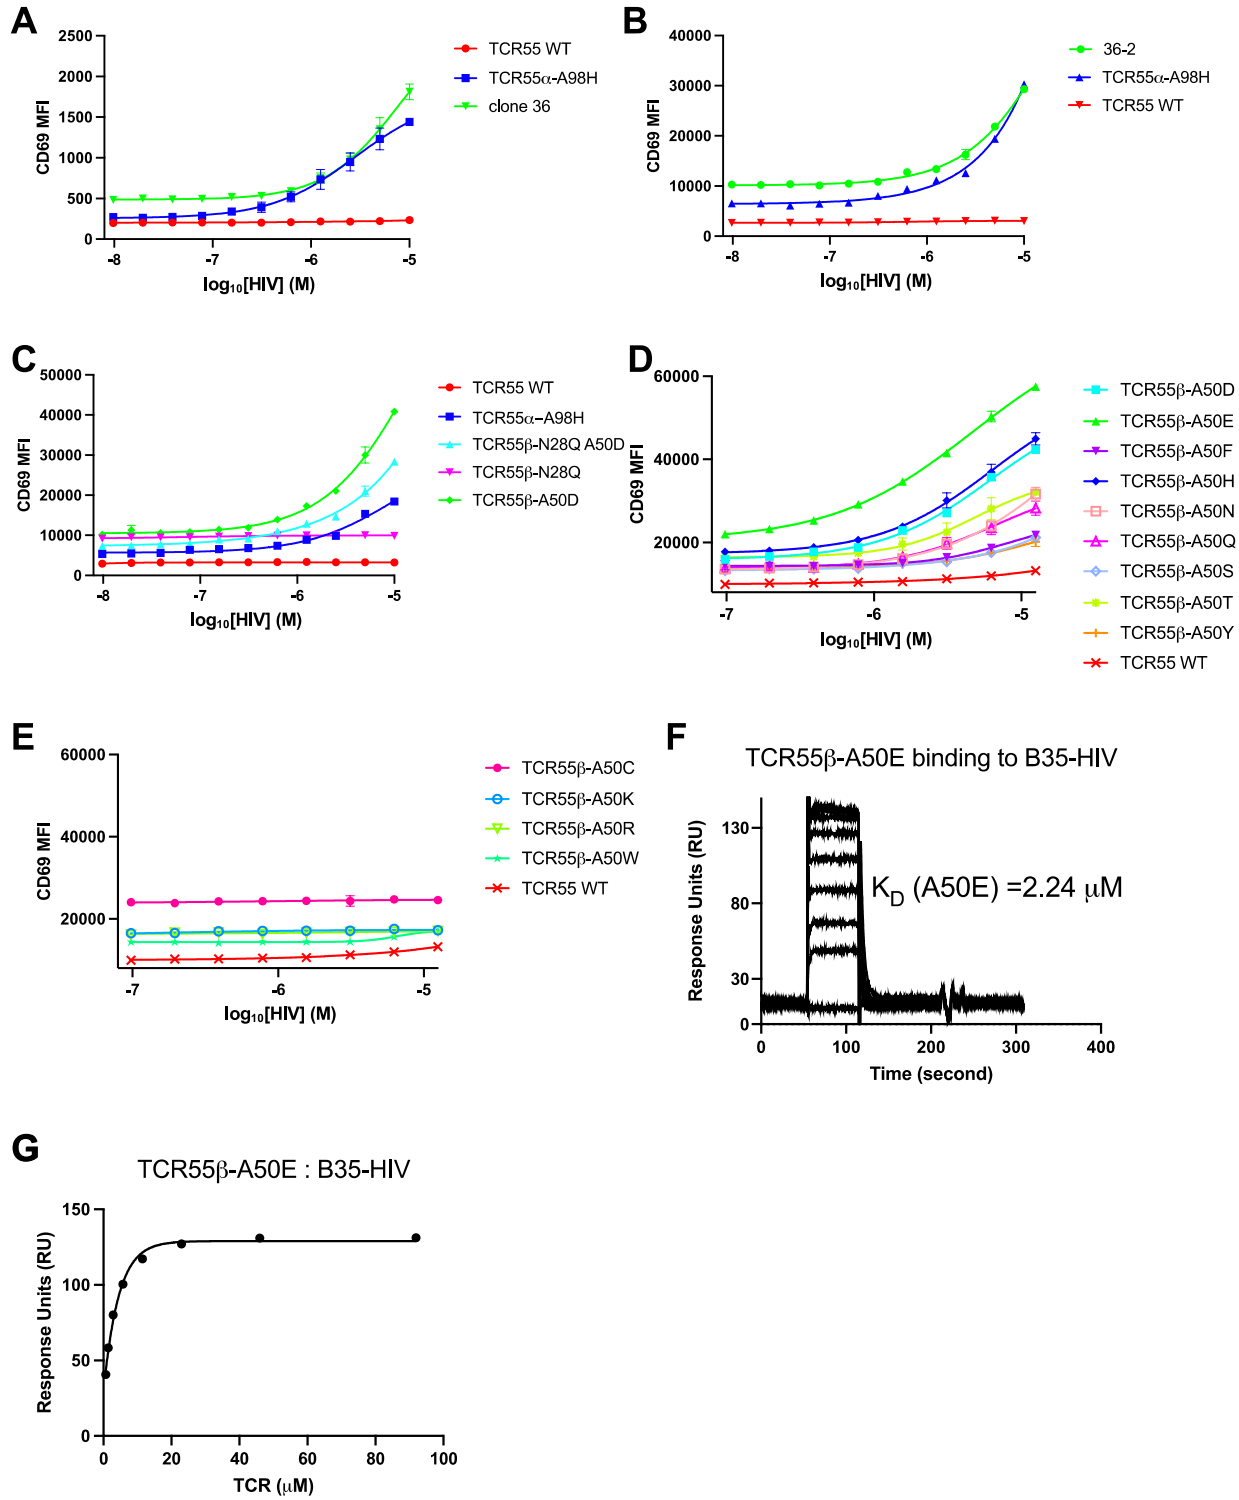 A
2500
2000
1500
1000
500
0
CD69 MFI
-8
-7
-6
-5
log₁₀[HIV] (M)
TCR55 WT
TCR55α-A98H
clone 36
B
40000
30000
20000
10000
0
CD69 MFI
-8
-7
-6
-5
log₁₀[HIV] (M)
36-2
TCR55α-A98H
TCR55 WT
C
50000
40000
30000
20000
10000
0
CD69 MFI
-8
-7
-6
-5
log₁₀[HIV] (M)
TCR55 WT
TCR55α–A98H
TCR55β-N28Q A50D
TCR55β-N28Q
TCR55β-A50D
D
60000
40000
20000
CD69 MFI
-7
-6
-5
log₁₀[HIV] (M)
TCR55β-A50D
TCR55β-A50E
TCR55β-A50F
TCR55β-A50H
TCR55β-A50N
TCR55β-A50Q
TCR55β-A50S
TCR55β-A50T
TCR55β-A50Y
TCR55 WT
E
60000
40000
20000
CD69 MFI
-7
-6
-5
log₁₀[HIV] (M)
TCR55β-A50C
TCR55β-A50K
TCR55β-A50R
TCR55β-A50W
TCR55 WT
F
TCR55β-A50E binding to B35-HIV
130
80
30
0
Response Units (RU)
K_D (A50E) =2.24 μM
0
100
200
300
400
Time (second)
G
TCR55β-A50E : B35-HIV
150
100
50
0
Response Units (RU)
0
20
40
60
80
100
TCR (μM)